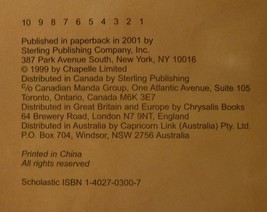 10 9 8 7 6 5 4 3 2 1
Published in paperback in 2001 by
Sterling Publishing Company, Inc.
387 Park Avenue South, New York, NY 10016
© 1999 by Chapelle Limited
Distributed in Canada by Sterling Publishing
c/o Canadian Manda Group, One Atlantic Avenue, Suite 105
Toronto, Ontario, Canada M6K 3E7
Distributed in Great Britain and Europe by Chrysalis Books
64 Brewery Road, London N7 9NT, England
Distributed in Australia by Capricorn Link (Australia) Pty. Ltd.
P.O. Box 704, Windsor, NSW 2756 Australia
Printed in China
All rights reserved
Scholastic ISBN 1-4027-0300-7